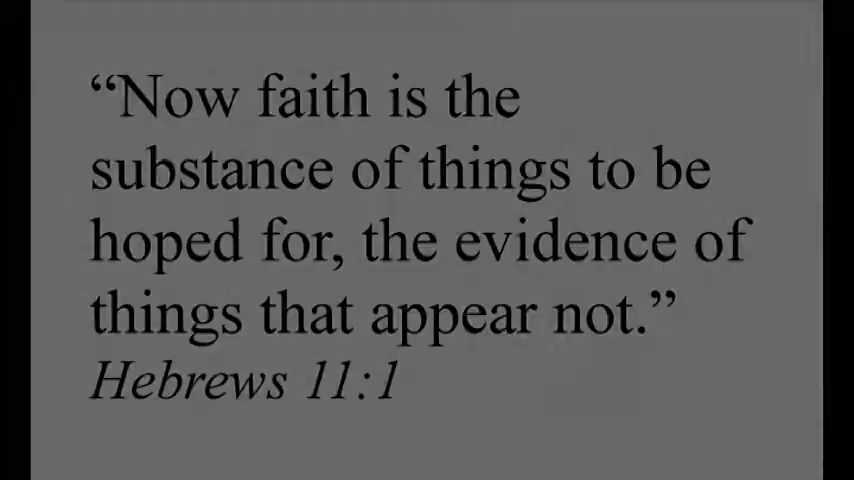 “Now faith is the
substance of things to be
hoped for, the evidence of
things that appear not.”
Hebrews 11:1